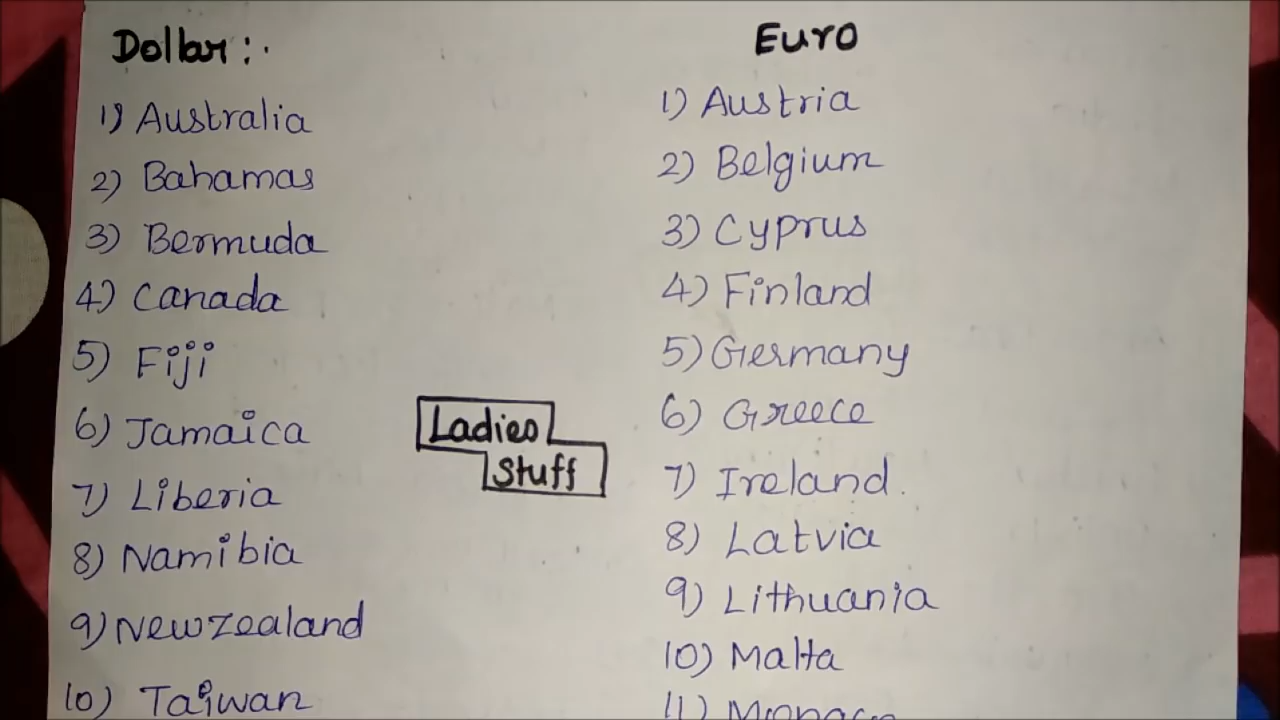 Dollar :.
1) Australia
2) Bahamas
3) Bermuda
4) Canada
5) Fiji
6) Jamaica
7) Liberia
8) Namibia
9) Newzealand
10) Taiwan
Ladies
Stuff
Euro
1) Austria
2) Belgium
3) Cyprus
4) Finland
5) Germany
6) Greece
7) Ireland
8) Latvia
9) Lithuania
10) Malta
11) Monaco